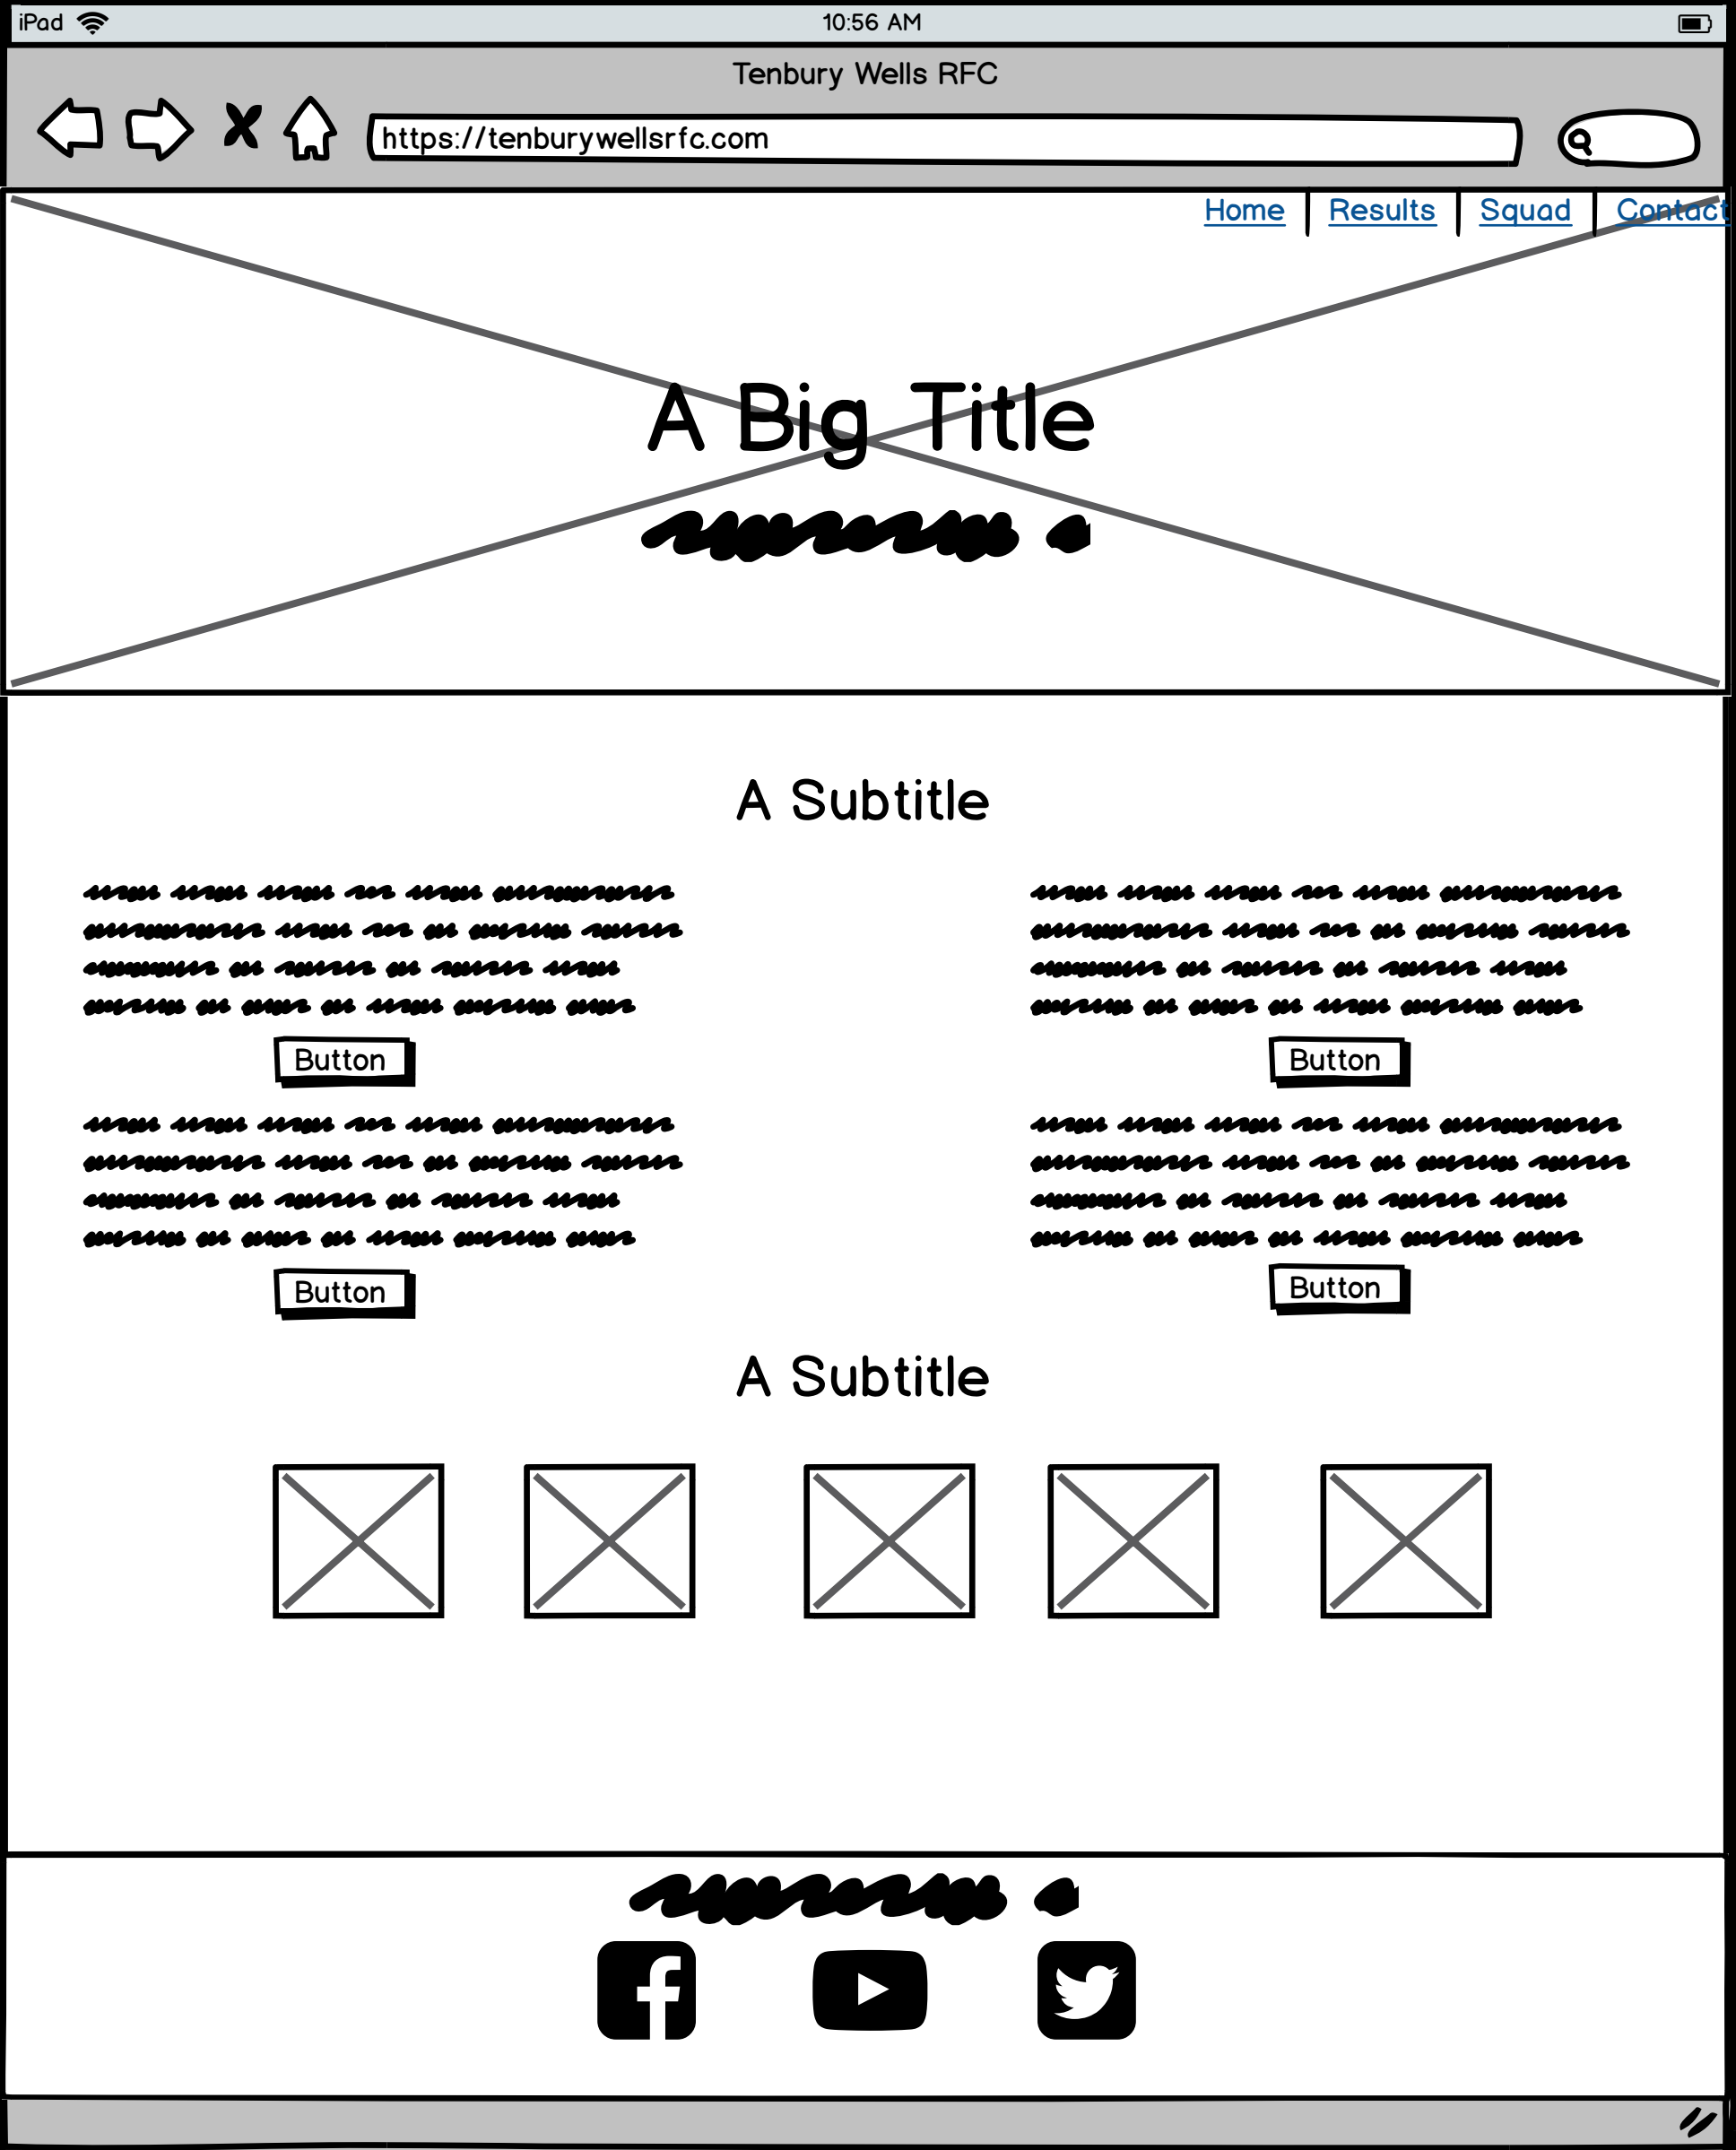 iPad
10:56 AM
Tenbury Wells RFC
https://tenburywellsrfc.com
Home Results Squad Contact
A Big Title
A Subtitle
Button Button
Button Button
A Subtitle